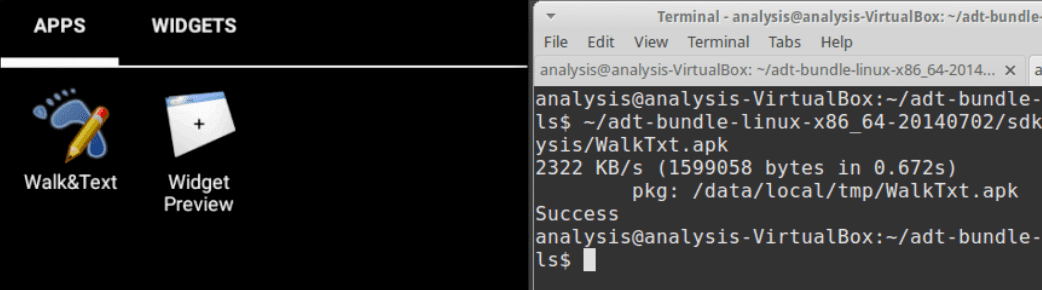 APPS WIDGETS
Walk&Text
Widget
Preview
Terminal - analysis@analysis-VirtualBox: ~/adt-bundle-
File Edit View Terminal Tabs Help
analysis@analysis-VirtualBox: ~/adt-bundle-linux-x86_64-2014... × a
analysis@analysis-VirtualBox:~/adt-bundle-
ls$ ~/adt-bundle-linux-x86_64-20140702/sdk
ysis/WalkTxt.apk
2322 KB/s (1599058 bytes in 0.672s)
pkg: /data/local/tmp/WalkTxt.apk
Success
analysis@analysis-VirtualBox:~/adt-bundle-
ls$